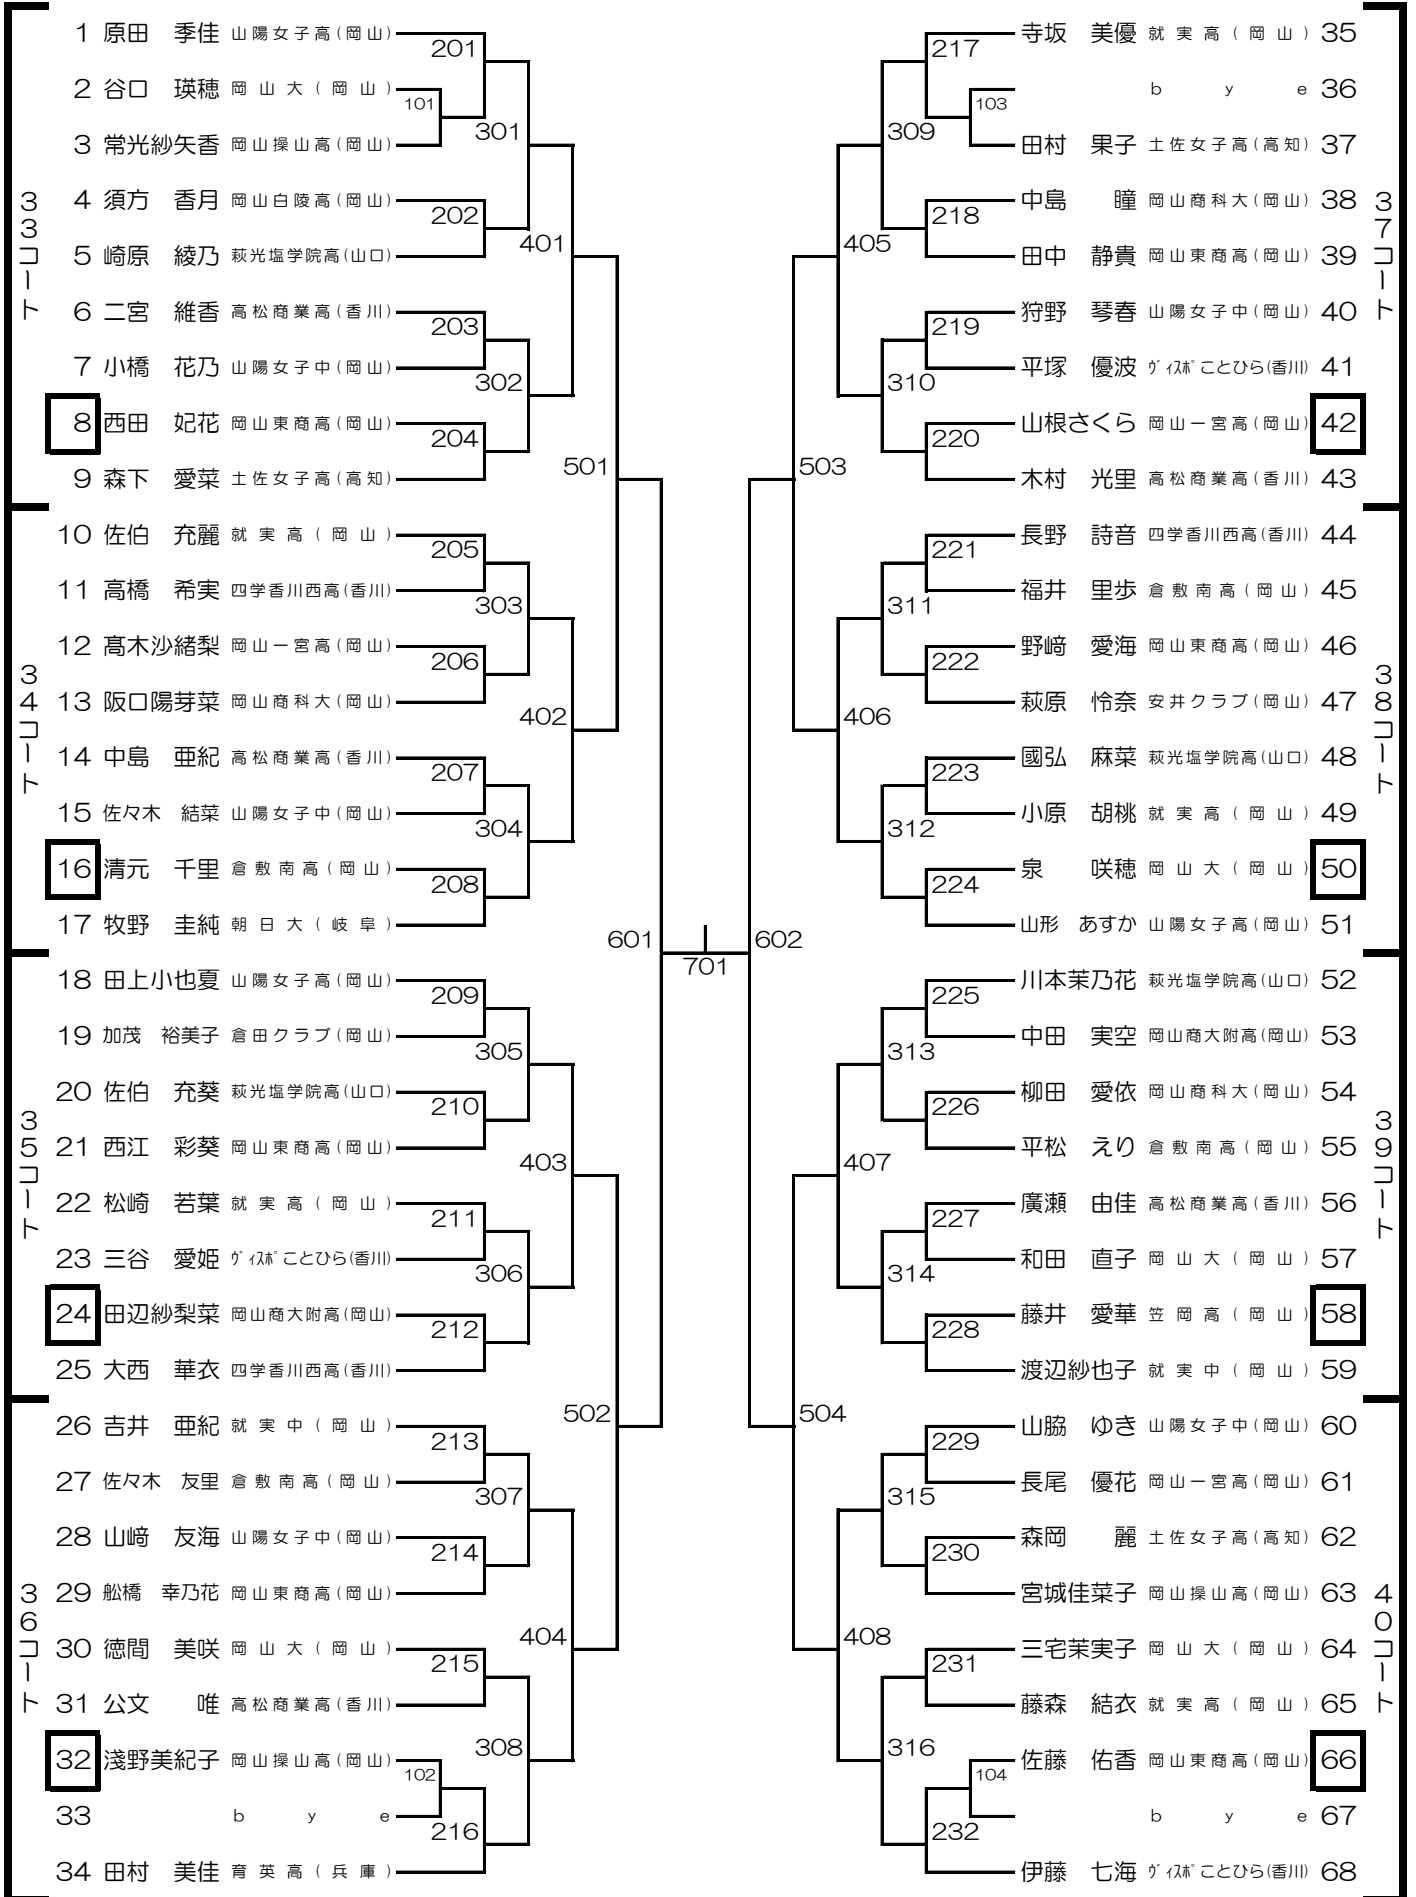 33コート
1 原田 季佳 山陽女子高(岡山)
2 谷口 瑛穂 岡山大(岡山)
3 常光紗矢香 岡山操山高(岡山)
4 須方 香月 岡山白陵高(岡山)
5 崎原 綾乃 萩光塩学院高(山口)
6 二宮 維香 高松商業高(香川)
7 小橋 花乃 山陽女子中(岡山)
8 西田 妃花 岡山東商高(岡山)
9 森下 愛菜 土佐女子高(高知)
34コート
10 佐伯 充麗 就実高(岡山)
11 高橋 希実 四学香川西高(香川)
12 髙木沙緒梨 岡山一宮高(岡山)
13 阪口陽芽菜 岡山商科大(岡山)
14 中島 亜紀 高松商業高(香川)
15 佐々木 結菜 山陽女子中(岡山)
16 清元 千里 倉敷南高(岡山)
17 牧野 圭純 朝日大(岐阜)
35コート
18 田上小也夏 山陽女子高(岡山)
19 加茂 裕美子 倉田クラブ(岡山)
20 佐伯 充葵 萩光塩学院高(山口)
21 西江 彩葵 岡山東商高(岡山)
22 松崎 若葉 就実高(岡山)
23 三谷 愛姫 ヴィスポことひら(香川)
24 田辺紗梨菜 岡山商大附高(岡山)
25 大西 華衣 四学香川西高(香川)
36コート
26 吉井 亜紀 就実中(岡山)
27 佐々木 友里 倉敷南高(岡山)
28 山﨑 友海 山陽女子中(岡山)
29 舩橋 幸乃花 岡山東商高(岡山)
30 徳間 美咲 岡山大(岡山)
31 公文 唯 高松商業高(香川)
32 淺野美紀子 岡山操山高(岡山)
33 bye
34 田村 美佳 育英高(兵庫)
101
102
201
202
203
204
205
206
207
208
209
210
211
212
213
214
215
216
301
302
303
304
305
306
307
308
401
402
403
404
501
502
601
701
602
503
504
405
406
407
408
309
310
311
312
313
314
315
316
217
218
219
220
221
222
223
224
225
226
227
228
229
230
231
232
103
104
37コート
寺坂 美優 就実高(岡山) 35
bye 36
田村 果子 土佐女子高(高知) 37
中島 瞳 岡山商科大(岡山) 38
田中 静貴 岡山東商高(岡山) 39
狩野 琴春 山陽女子中(岡山) 40
平塚 優波 ヴィスポことひら(香川) 41
山根さくら 岡山一宮高(岡山) 42
木村 光里 高松商業高(香川) 43
38コート
長野 詩音 四学香川西高(香川) 44
福井 里歩 倉敷南高(岡山) 45
野﨑 愛海 岡山東商高(岡山) 46
萩原 怜奈 安井クラブ(岡山) 47
國弘 麻菜 萩光塩学院高(山口) 48
小原 胡桃 就実高(岡山) 49
泉 咲穂 岡山大(岡山) 50
山形 あすか 山陽女子高(岡山) 51
39コート
川本茉乃花 萩光塩学院高(山口) 52
中田 実空 岡山商大附高(岡山) 53
柳田 愛依 岡山商科大(岡山) 54
平松 えり 倉敷南高(岡山) 55
廣瀬 由佳 高松商業高(香川) 56
和田 直子 岡山大(岡山) 57
藤井 愛華 笠岡高(岡山) 58
渡辺紗也子 就実中(岡山) 59
40コート
山脇 ゆき 山陽女子中(岡山) 60
長尾 優花 岡山一宮高(岡山) 61
森岡 麗 土佐女子高(高知) 62
宮城佳菜子 岡山操山高(岡山) 63
三宅茉実子 岡山大(岡山) 64
藤森 結衣 就実高(岡山) 65
佐藤 佑香 岡山東商高(岡山) 66
bye 67
伊藤 七海 ヴィスポことひら(香川) 68